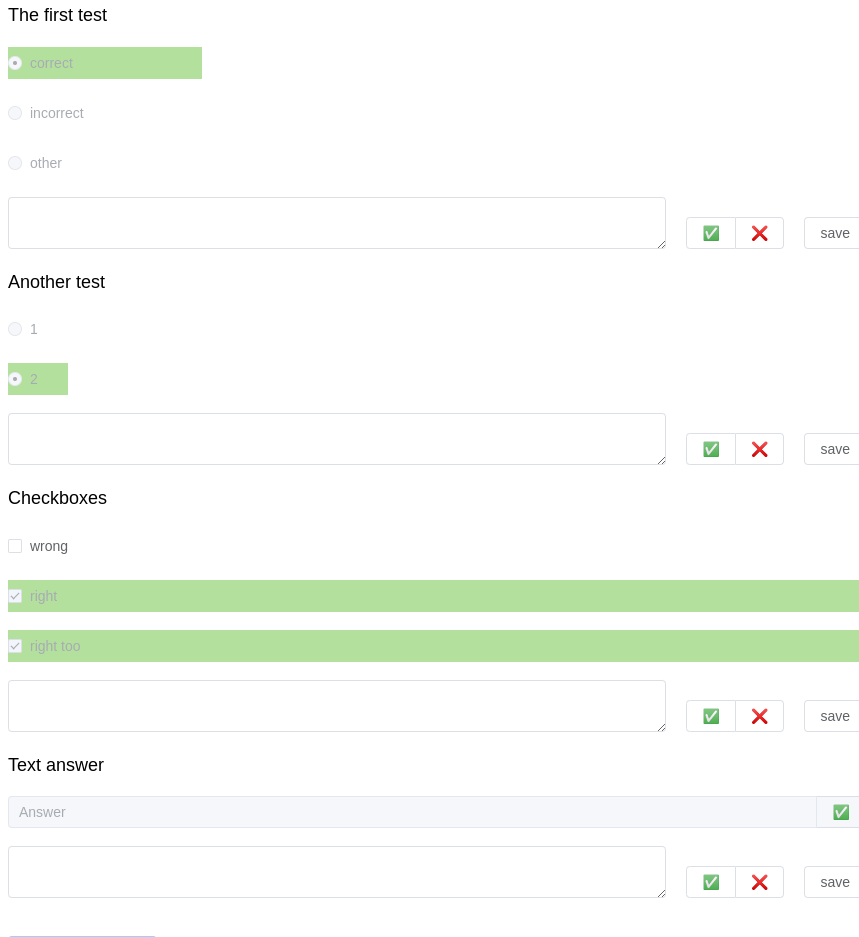 The first test
correct
incorrect
other
save
Another test
1
2
save
Checkboxes
wrong
right
right too
save
Text answer
Answer
save